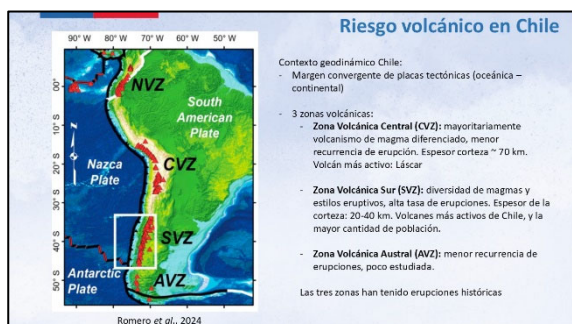 Riesgo volcánico en Chile
90° W 80° W 70° W 60° W 50° W
00°
10° S
20° S
30° S
40° S
50° S
NVZ
South
American
Plate
Nazca
Plate
CVZ
SVZ
Antarctic
Plate
AVZ
Romero et al., 2024
Contexto geodinámico Chile:
- Margen convergente de placas tectónicas (oceánica –
continental)
- 3 zonas volcánicas:
- Zona Volcánica Central (CVZ): mayoritariamente
volcanismo de magma diferenciado, menor
recurrencia de erupción. Espesor corteza ~ 70 km.
Volcán más activo: Láscar
- Zona Volcánica Sur (SVZ): diversidad de magmas y
estilos eruptivos, alta tasa de erupciones. Espesor de la
corteza: 20-40 km. Volcanes más activos de Chile, y la
mayor cantidad de población.
- Zona Volcánica Austral (AVZ): menor recurrencia de
erupciones, poco estudiada.
Las tres zonas han tenido erupciones históricas